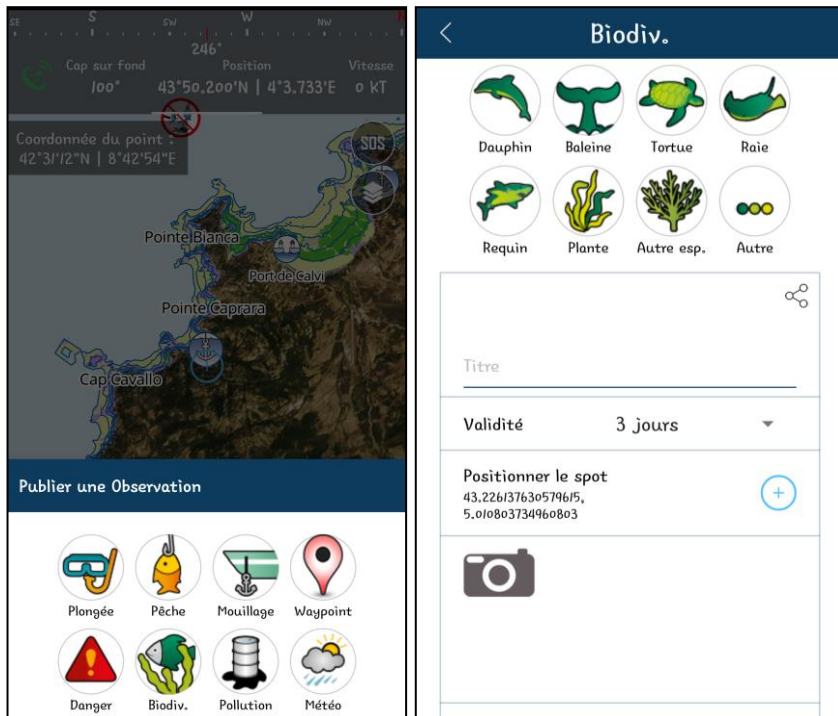 SE S SW W NW N
246°
Cap sur fond Position Vitesse
100° 43°50.200'N | 4°3.733'E 0 KT
Coordonnée du point :
42°31'12"N | 8°42'54"E
SOS
Pointe Bianca
Port de Calvi
Pointe Caprara
Cap Cavallo
Publier une Observation
Plongée Pêche Mouillage Waypoint
Danger Biodiv. Pollution Météo
Biodiv.
Dauphin Baleine Tortue Raie
Requin Plante Autre esp. Autre
Titre
Validité 3 jours
Positionner le spot
43.226137630579615,
5.010803734960803